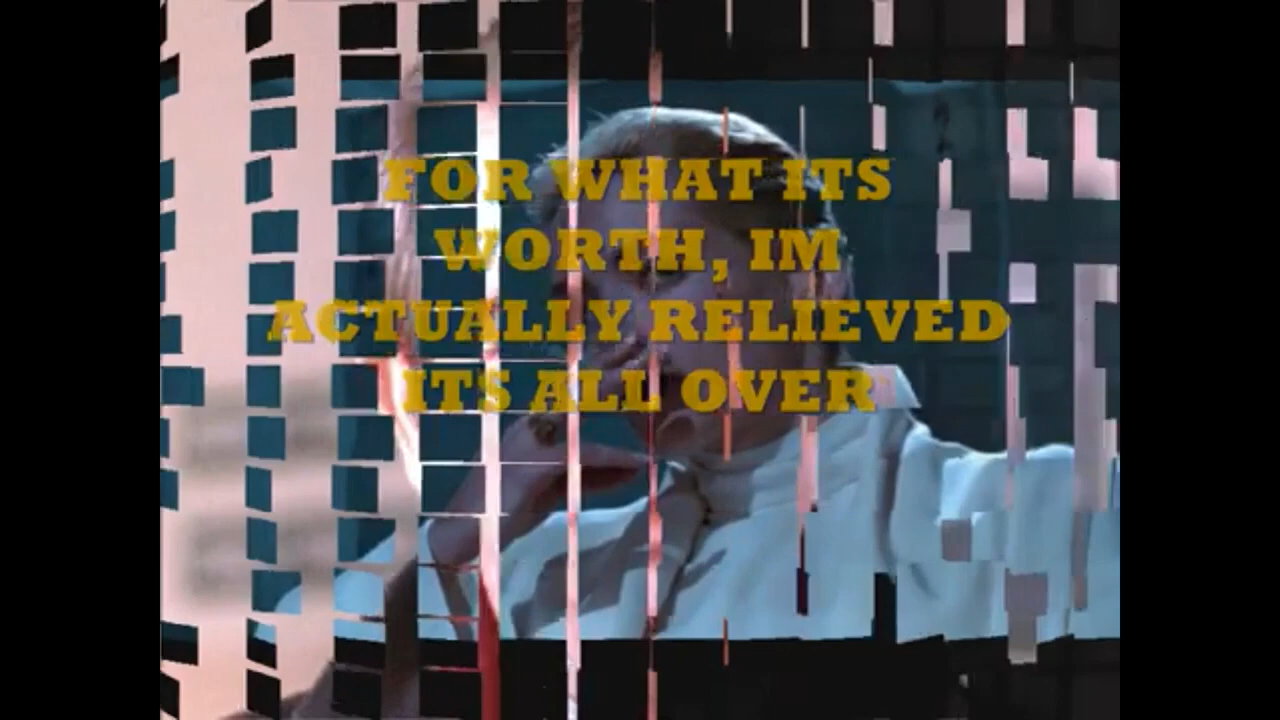 FOR WHAT ITS
WORTH, IM
ACTUALLY RELIEVED
ITS ALL OVER